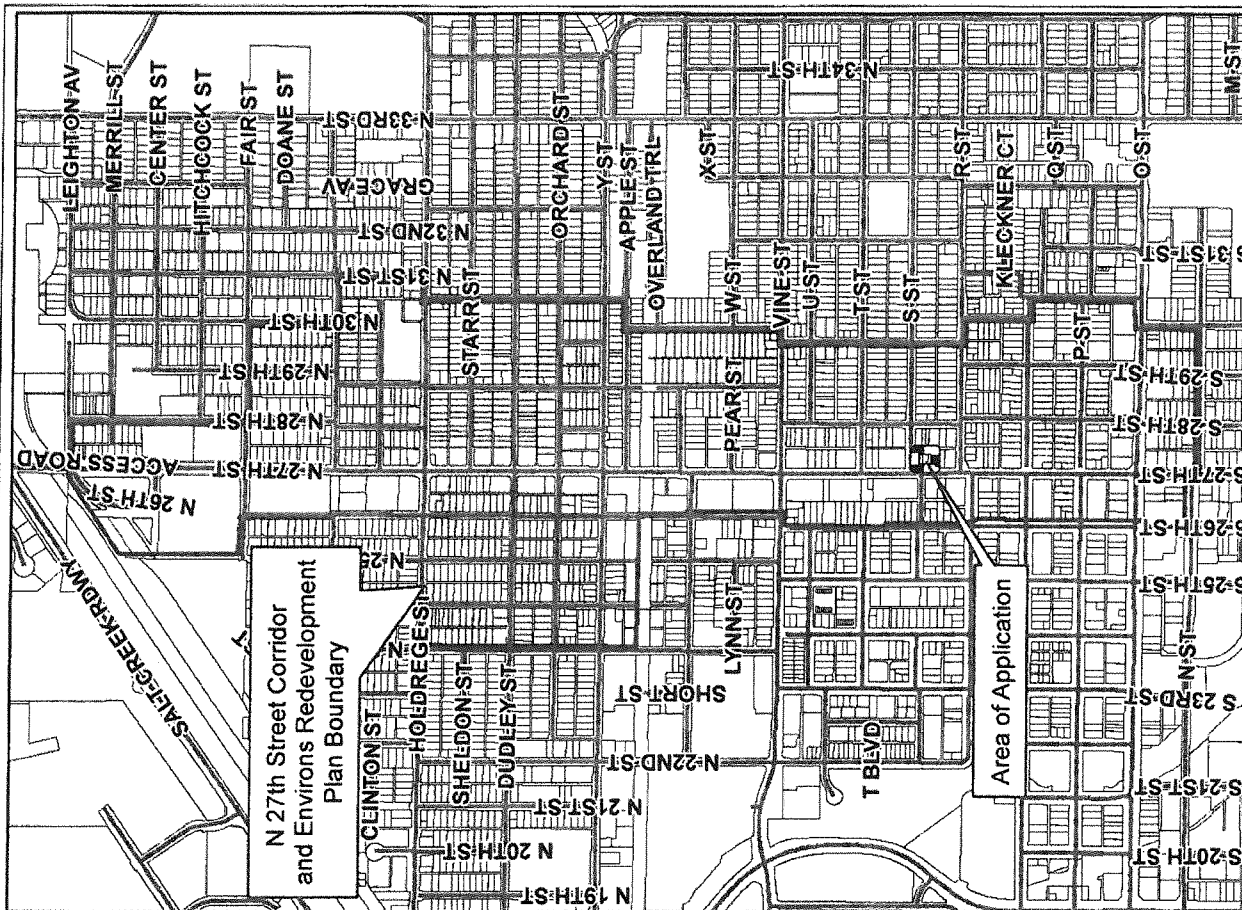 LEIGHTON AV
MERRILL ST
CENTER ST
HITCHCOCK ST
FAIR ST
DOANE ST
N 33RD ST
GRACE AV
N 32ND ST
N 31ST ST
N 30TH ST
N 29TH ST
N 28TH ST
N 27TH ST
ACCESS ROAD
N 26TH ST
SALT CREEK RDWY
N 25
N 27th Street Corridor
and Environs Redevelopment
Plan Boundary
CLINTON ST
HOLDREGE ST
STARR ST
SHELDON ST
DUDLEY ST
ORCHARD ST
Y ST
APPLE ST
OVERLAND TRL
X ST
W ST
VINE ST
U ST
T ST
S ST
R ST
KLECKNER CT
Q ST
P ST
O ST
M ST
N 34TH ST
PEAR ST
LYNN ST
SHORT ST
N 22ND ST
N 21ST ST
N 20TH ST
N 19TH ST
T BLVD
Area of Application
N ST
S 31ST ST
S 29TH ST
S 28TH ST
S 27TH ST
S 26TH ST
S 25TH ST
S 23RD ST
S 21ST ST
S 20TH ST